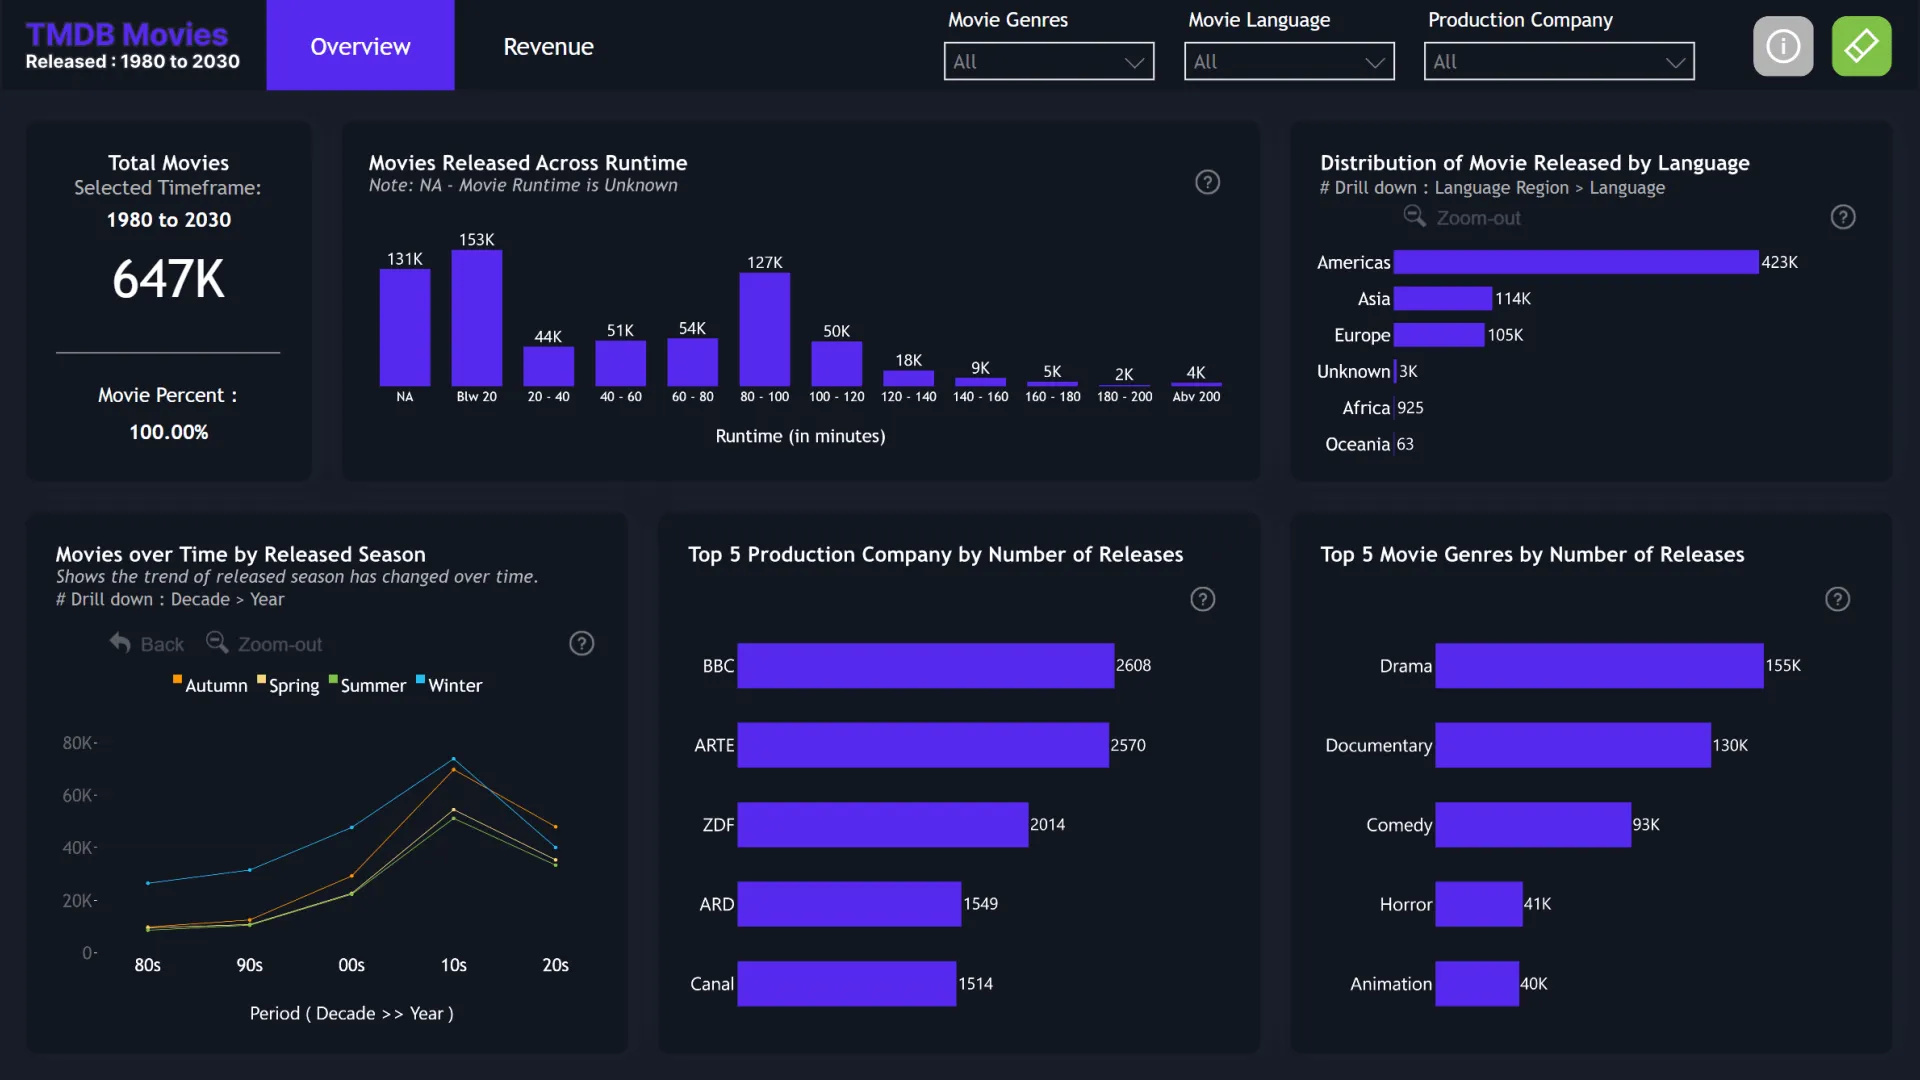 TMDB Movies
Released : 1980 to 2030
Overview
Revenue
Movie Genres
All
Movie Language
All
Production Company
All
Total Movies
Selected Timeframe:
1980 to 2030
647K
Movie Percent :
100.00%
Movies Released Across Runtime
Note: NA - Movie Runtime is Unknown
?
131K
153K
44K
51K
54K
127K
50K
18K
9K
5K
2K
4K
NA
Blw 20
20 - 40
40 - 60
60 - 80
80 - 100
100 - 120
120 - 140
140 - 160
160 - 180
180 - 200
Abv 200
Runtime (in minutes)
Distribution of Movie Released by Language
# Drill down : Language Region > Language
Zoom-out
?
Americas 423K
Asia 114K
Europe 105K
Unknown 3K
Africa 925
Oceania 63
Movies over Time by Released Season
Shows the trend of released season has changed over time.
# Drill down : Decade > Year
Back Zoom-out
?
Autumn Spring Summer Winter
80K
60K
40K
20K
0
80s 90s 00s 10s 20s
Period ( Decade >> Year )
Top 5 Production Company by Number of Releases
?
BBC 2608
ARTE 2570
ZDF 2014
ARD 1549
Canal 1514
Top 5 Movie Genres by Number of Releases
?
Drama 155K
Documentary 130K
Comedy 93K
Horror 41K
Animation 40K